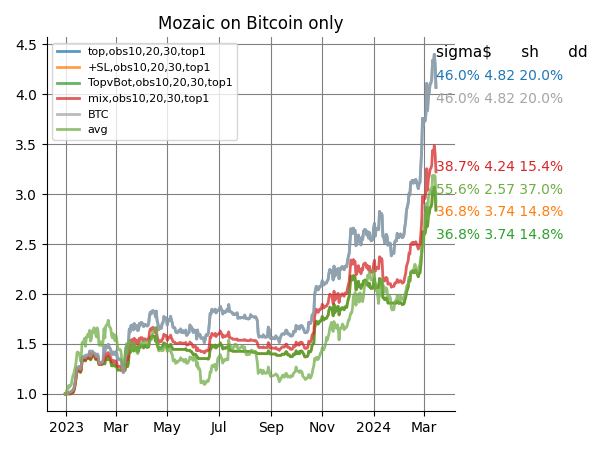 Mozaic on Bitcoin only
sigma$ sh dd
top,obs10,20,30,top1
+SL,obs10,20,30,top1
TopvBot,obs10,20,30,top1
mix,obs10,20,30,top1
BTC
avg
46.0% 4.82 20.0%
46.0% 4.82 20.0%
38.7% 4.24 15.4%
55.6% 2.57 37.0%
36.8% 3.74 14.8%
36.8% 3.74 14.8%
4.5
4.0
3.5
3.0
2.5
2.0
1.5
1.0
2023 Mar May Jul Sep Nov 2024 Mar